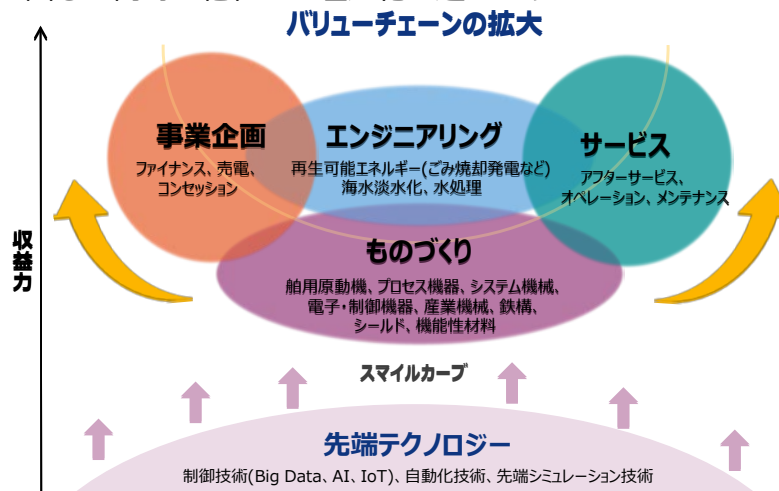 バリューチェーンの拡大
収益力
事業企画
ファイナンス、売電、
コンセッション
エンジニアリング
再生可能エネルギー(ごみ焼却発電など)
海水淡水化、水処理
サービス
アフターサービス、
オペレーション、メンテナンス
ものづくり
舶用原動機、プロセス機器、システム機械、
電子・制御機器、産業機械、鉄構、
シールド、機能性材料
スマイルカーブ
先端テクノロジー
制御技術(Big Data、AI、IoT)、自動化技術、先端シミュレーション技術